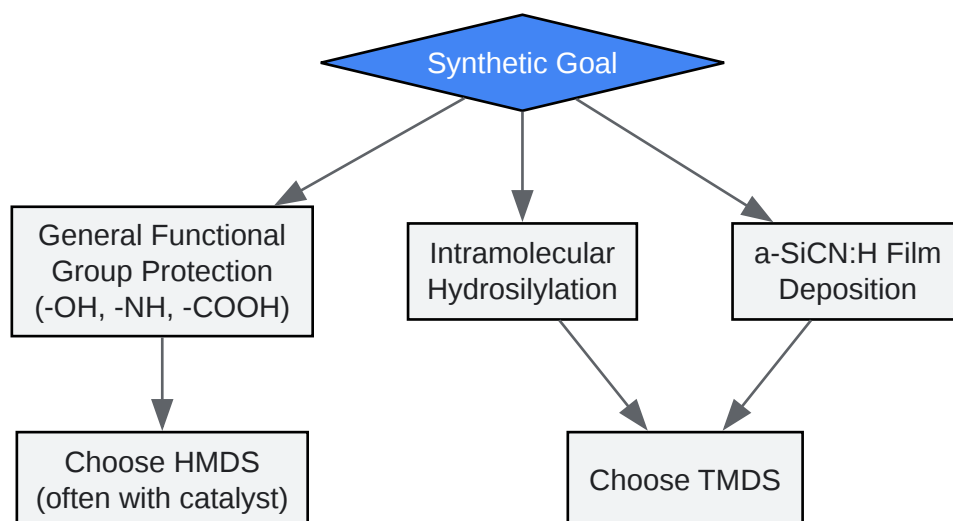 Synthetic Goal
General Functional
Group Protection
(-OH, -NH, -COOH)
Intramolecular
Hydrosilylation
a-SiCN:H Film
Deposition
Choose HMDS
(often with catalyst)
Choose TMDS